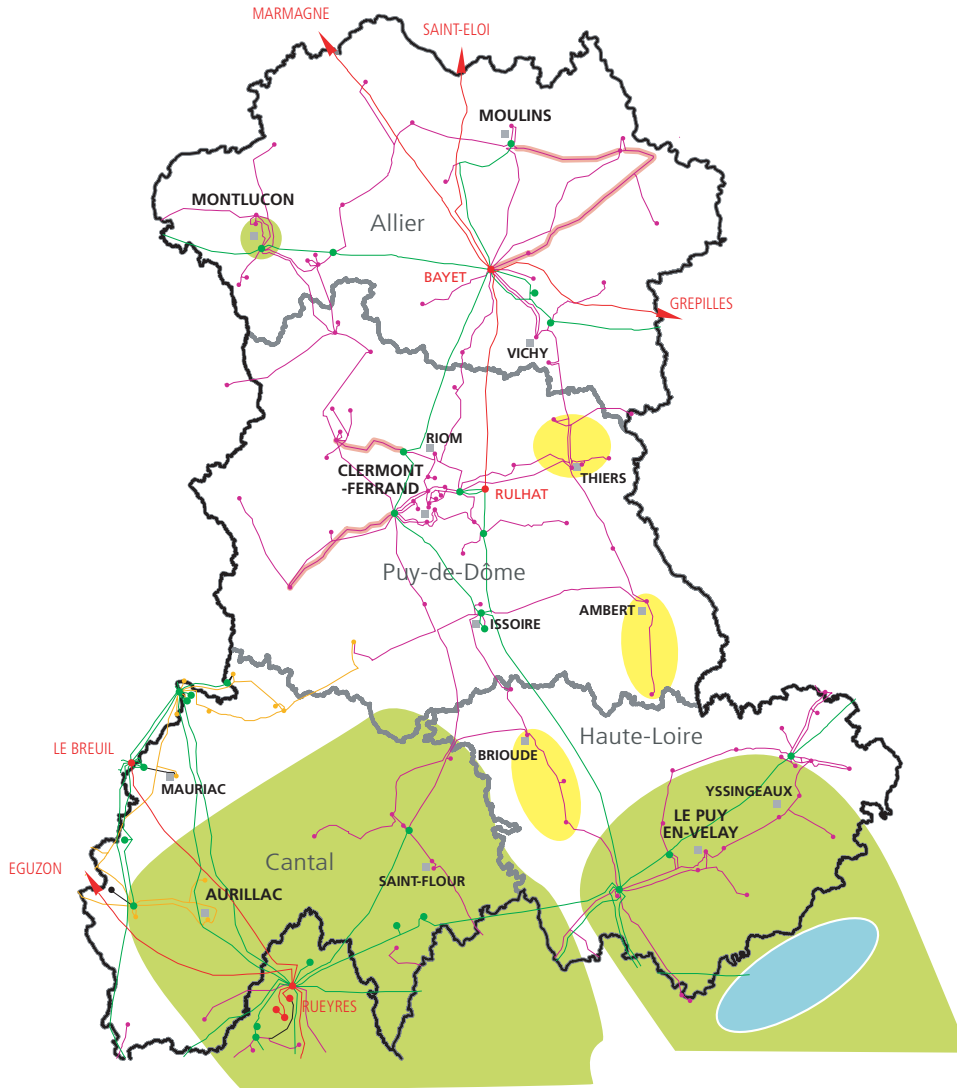 MARMAGNE
SAINT-ELOI
MOULINS
MONTLUCON
Allier
BAYET
GREPILLES
VICHY
RIOM
CLERMONT
-FERRAND
THIERS
RULHAT
Puy-de-Dôme
AMBERT
ISSOIRE
Haute-Loire
LE BREUIL
BRIOUDE
MAURIAC
YSSINGEAUX
LE PUY
EN-VELAY
Cantal
EGUZON
SAINT-FLOUR
AURILLAC
RUEYRES